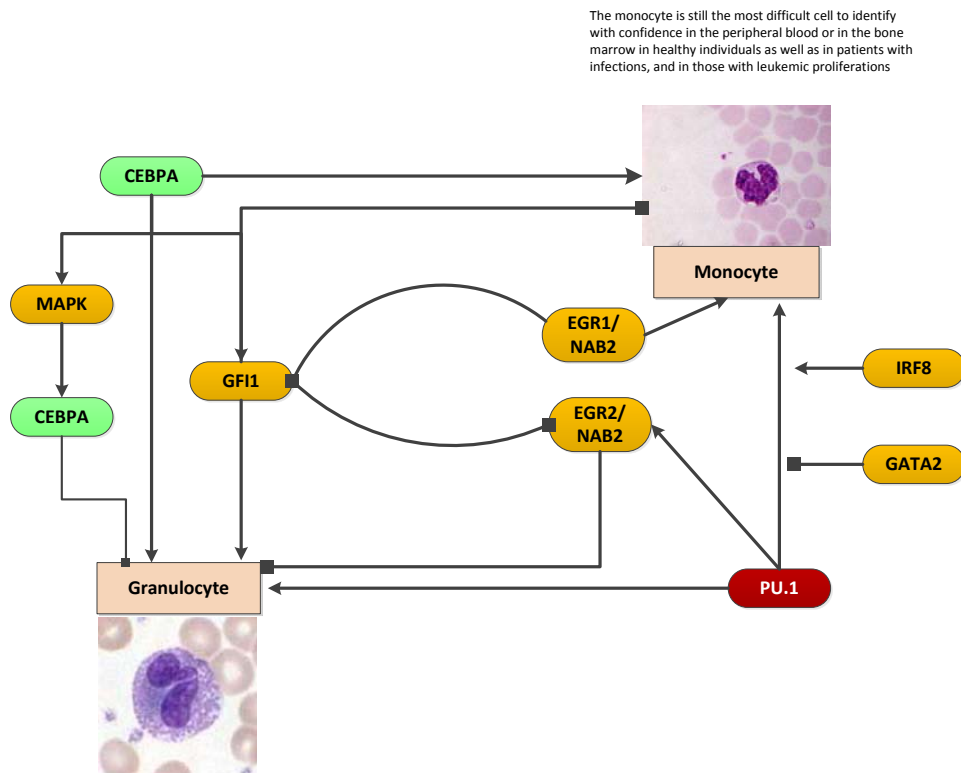 The monocyte is still the most difficult cell to identify
with confidence in the peripheral blood or in the bone
marrow in healthy individuals as well as in patients with
infections, and in those with leukemic proliferations
CEBPA
Monocyte
MAPK
EGR1/
NAB2
GFI1
IRF8
CEBPA
EGR2/
NAB2
GATA2
Granulocyte
PU.1